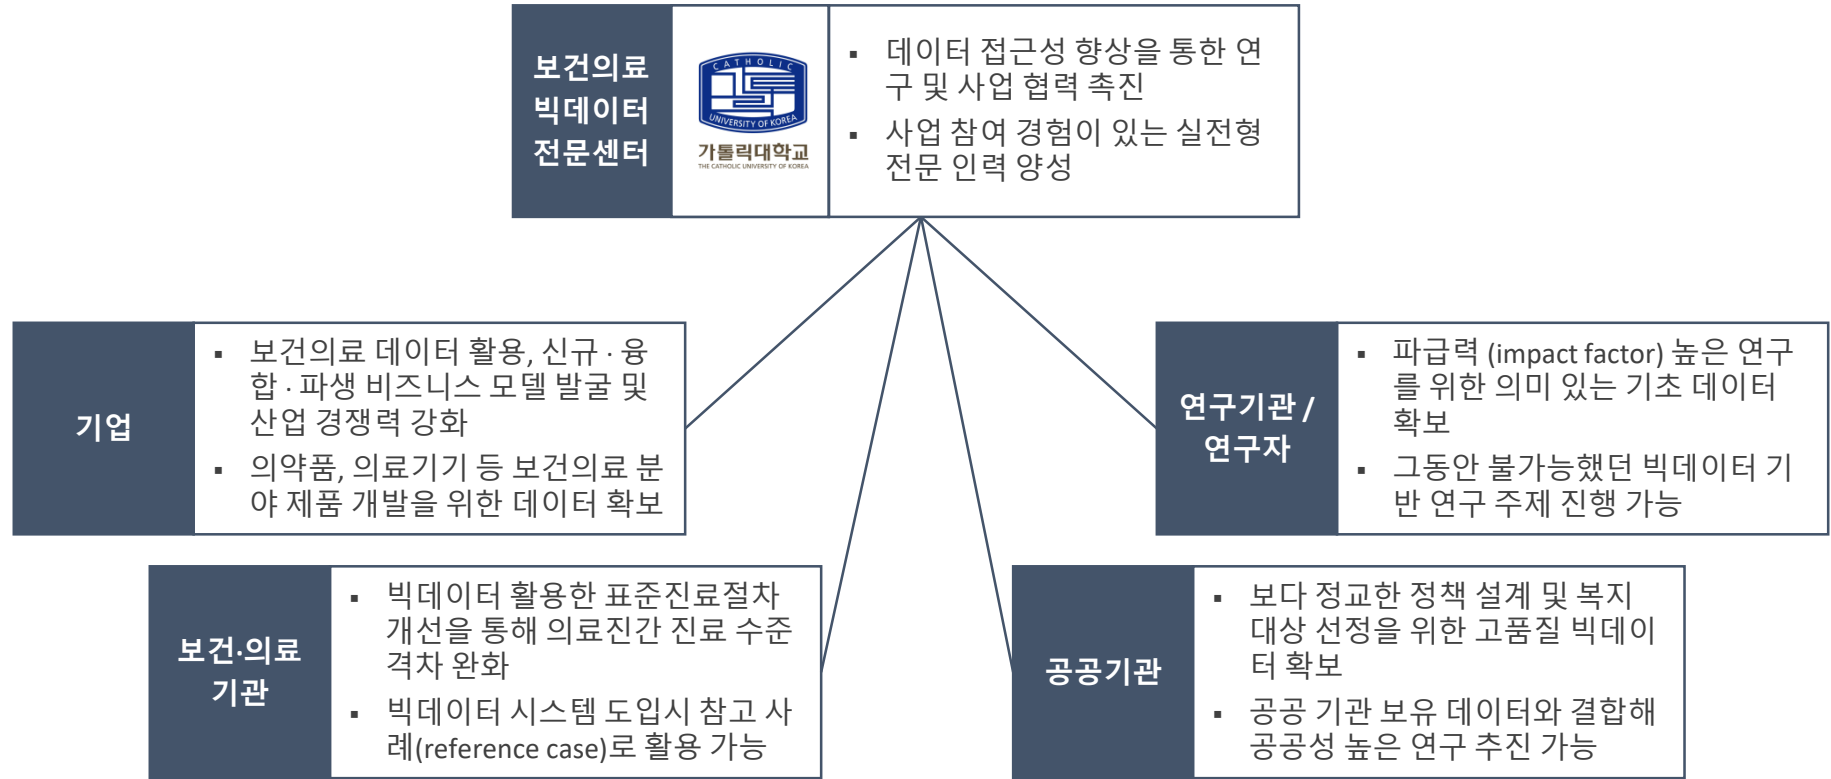 보건의료
빅데이터
전문센터
CATHOLIC
UNIVERSITY OF KOREA
가톨릭대학교
THE CATHOLIC UNIVERSITY OF KOREA
▪ 데이터 접근성 향상을 통한 연
구 및 사업 협력 촉진
▪ 사업 참여 경험이 있는 실전형
전문 인력 양성
기업
▪ 보건의료 데이터 활용, 신규 · 융
합 · 파생 비즈니스 모델 발굴 및
산업 경쟁력 강화
▪ 의약품, 의료기기 등 보건의료 분
야 제품 개발을 위한 데이터 확보
연구기관 /
연구자
▪ 파급력 (impact factor) 높은 연구
를 위한 의미 있는 기초 데이터
확보
▪ 그동안 불가능했던 빅데이터 기
반 연구 주제 진행 가능
보건·의료
기관
▪ 빅데이터 활용한 표준진료절차
개선을 통해 의료진간 진료 수준
격차 완화
▪ 빅데이터 시스템 도입시 참고 사
례(reference case)로 활용 가능
공공기관
▪ 보다 정교한 정책 설계 및 복지
대상 선정을 위한 고품질 빅데이
터 확보
▪ 공공 기관 보유 데이터와 결합해
공공성 높은 연구 추진 가능